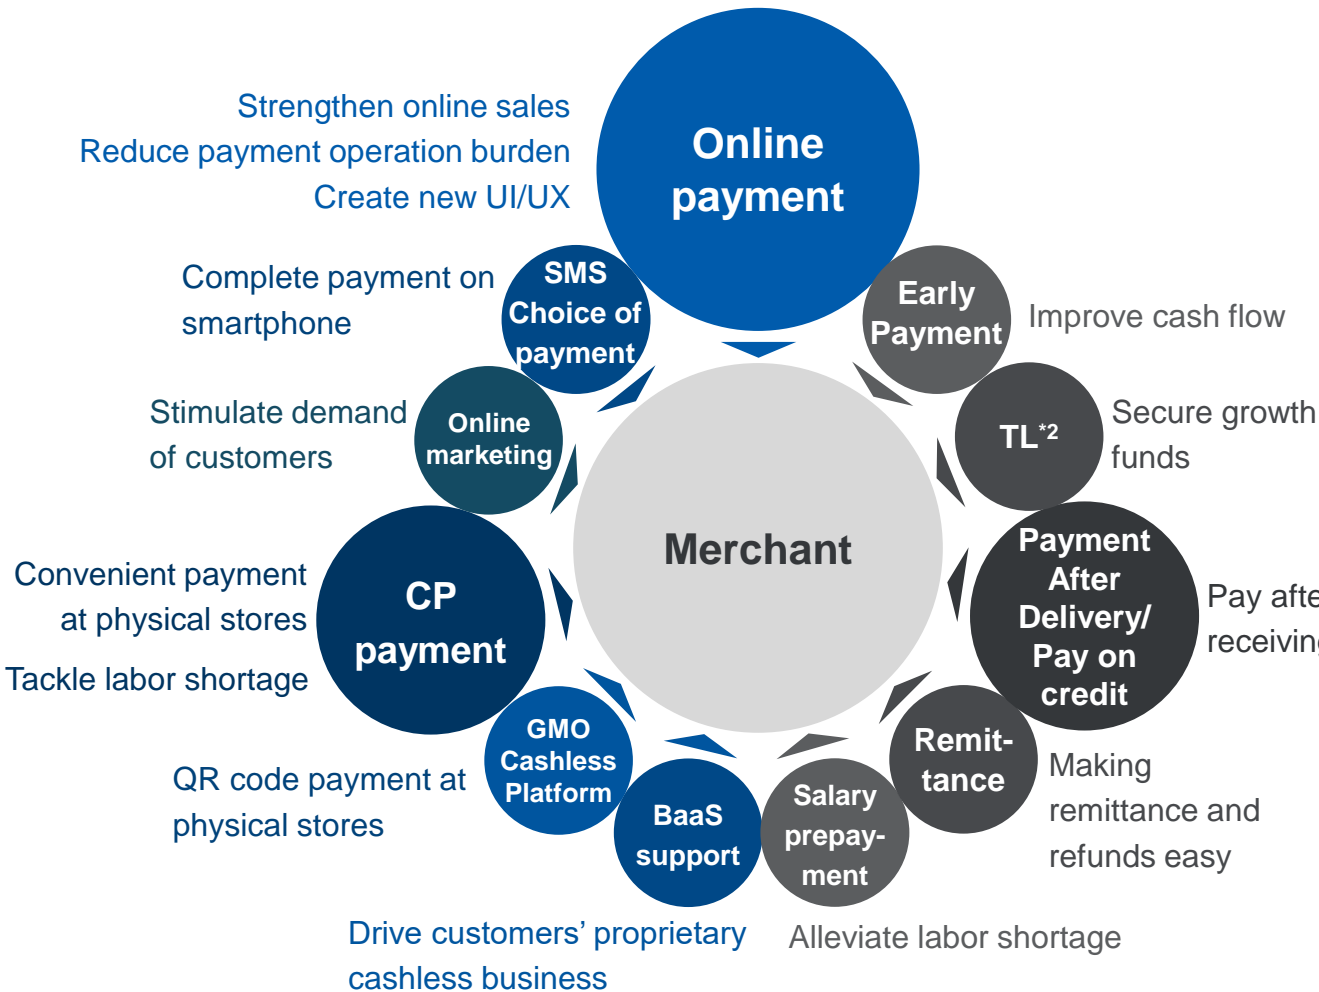 Online
payment
Strengthen online sales
Reduce payment operation burden
Create new UI/UX
SMS
Choice of
payment
Complete payment on
smartphone
Early
Payment
Improve cash flow
Online
marketing
Stimulate demand
of customers
TL*2
Secure growth
funds
Merchant
CP
payment
Convenient payment
at physical stores
Tackle labor shortage
Payment
After
Delivery/
Pay on
credit
Pay
GMO
Cashless
Platform
QR code payment at
physical stores
Remit-
tance
Making
remittance and
refunds easy
BaaS
support
Drive customers’ proprietary
cashless business
Salary
prepay-
ment
Alleviate labor shortage